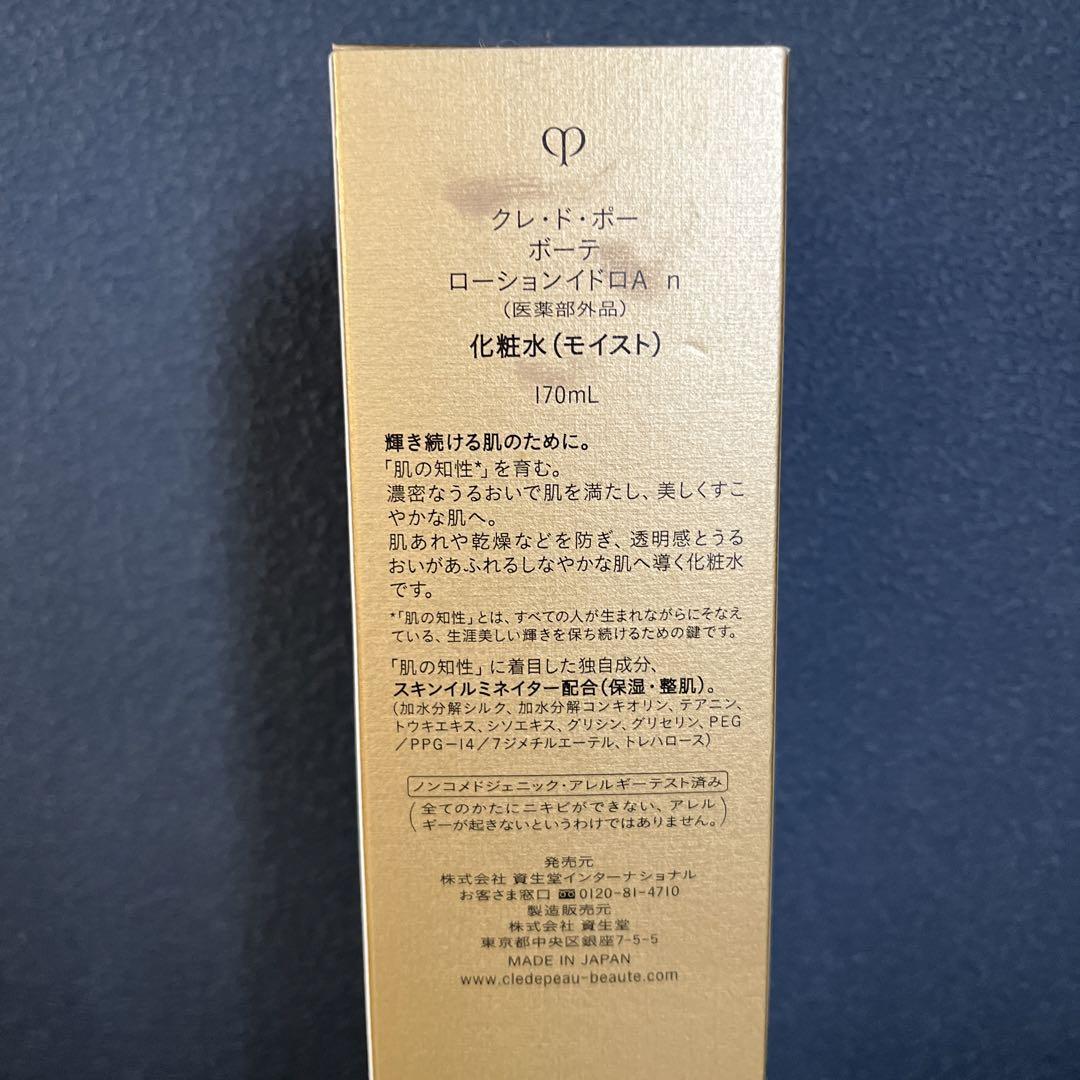 クレ・ド・ポー
ボーテ
ローションイドロA n
(医薬部外品)
化粧水(モイスト)
170mL
輝き続ける肌のために。
「肌の知性*」を育む。
濃密なうるおいで肌を満たし、美しくすこ
やかな肌へ。
肌あれや乾燥などを防ぎ、透明感とうる
おいがあふれるしなやかな肌へ導く化粧水
です。
*「肌の知性」とは、すべての人が生まれながらにそなえ
ている、生涯美しい輝きを保ち続けるための鍵です。
「肌の知性」に着目した独自成分、
スキンイルミネイター配合(保湿・整肌)。
(加水分解シルク、加水分解コンキオリン、テアニン、
トウキエキス、シソエキス、グリシン、グリセリン、PEG
/PPG-14/7ジメチルエーテル、トレハロース)
ノンコメドジェニック・アレルギーテスト済み
(全てのかたにニキビができない、アレル
ギーが起きないというわけではありません。)
発売元
株式会社 資生堂インターナショナル
お客さま窓口 0120-81-4710
製造販売元
株式会社 資生堂
東京都中央区銀座7-5-5
MADE IN JAPAN
www.cledepeau-beaute.com